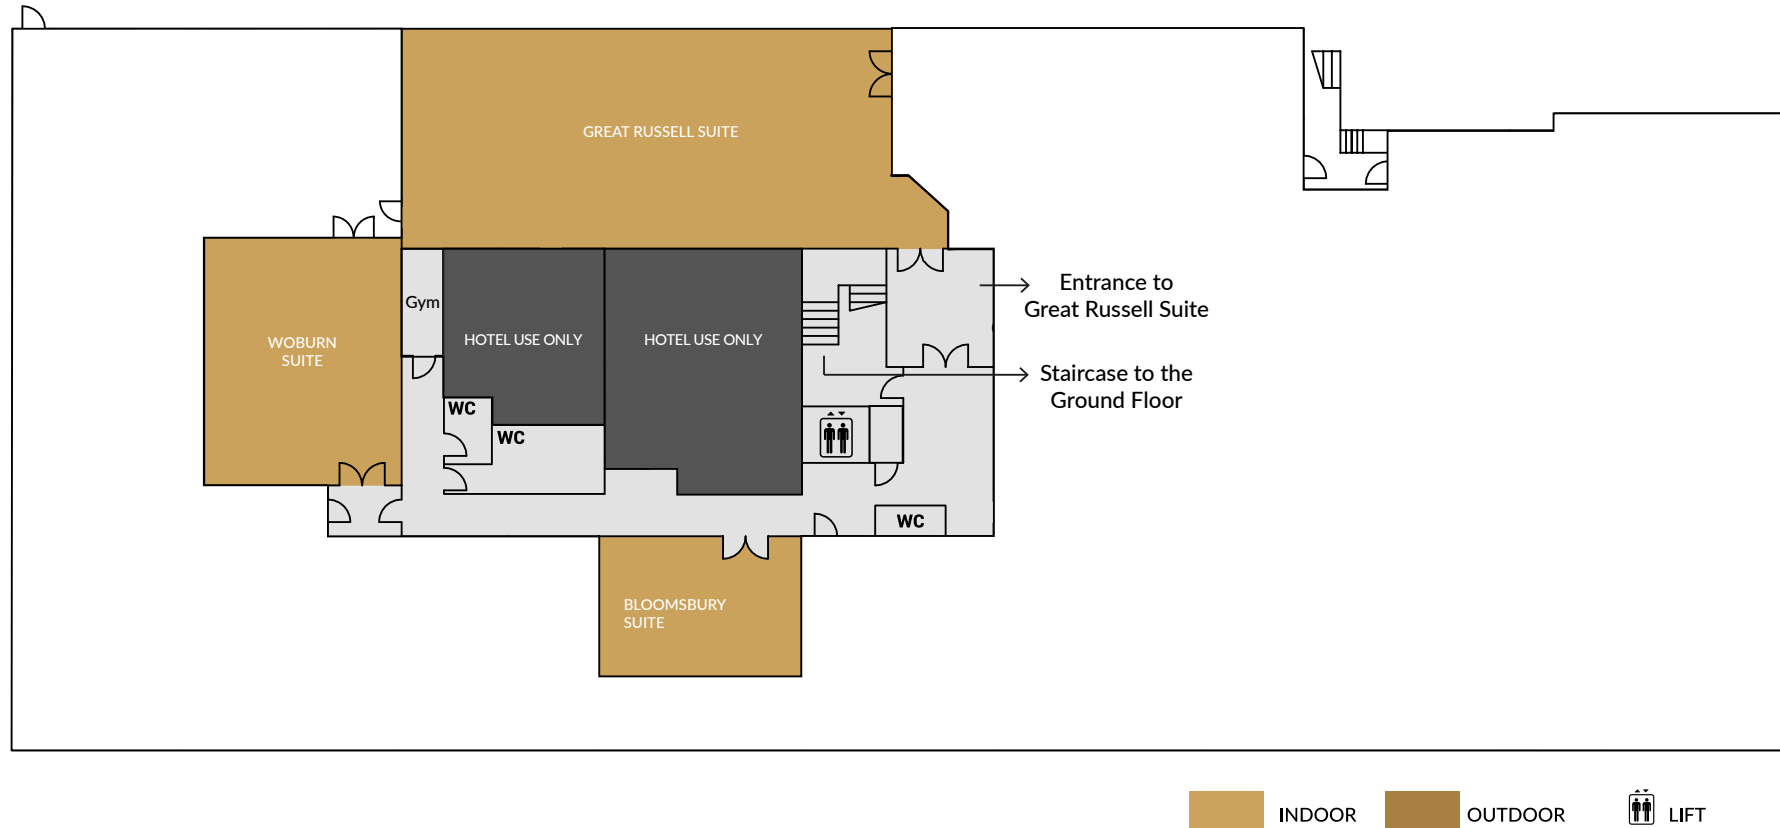 GREAT RUSSELL SUITE
Entrance to
Great Russell Suite
Gym
HOTEL USE ONLY
HOTEL USE ONLY
WOBURN
SUITE
Staircase to the
Ground Floor
WC
WC
WC
BLOOMSBURY
SUITE
INDOOR
OUTDOOR
LIFT